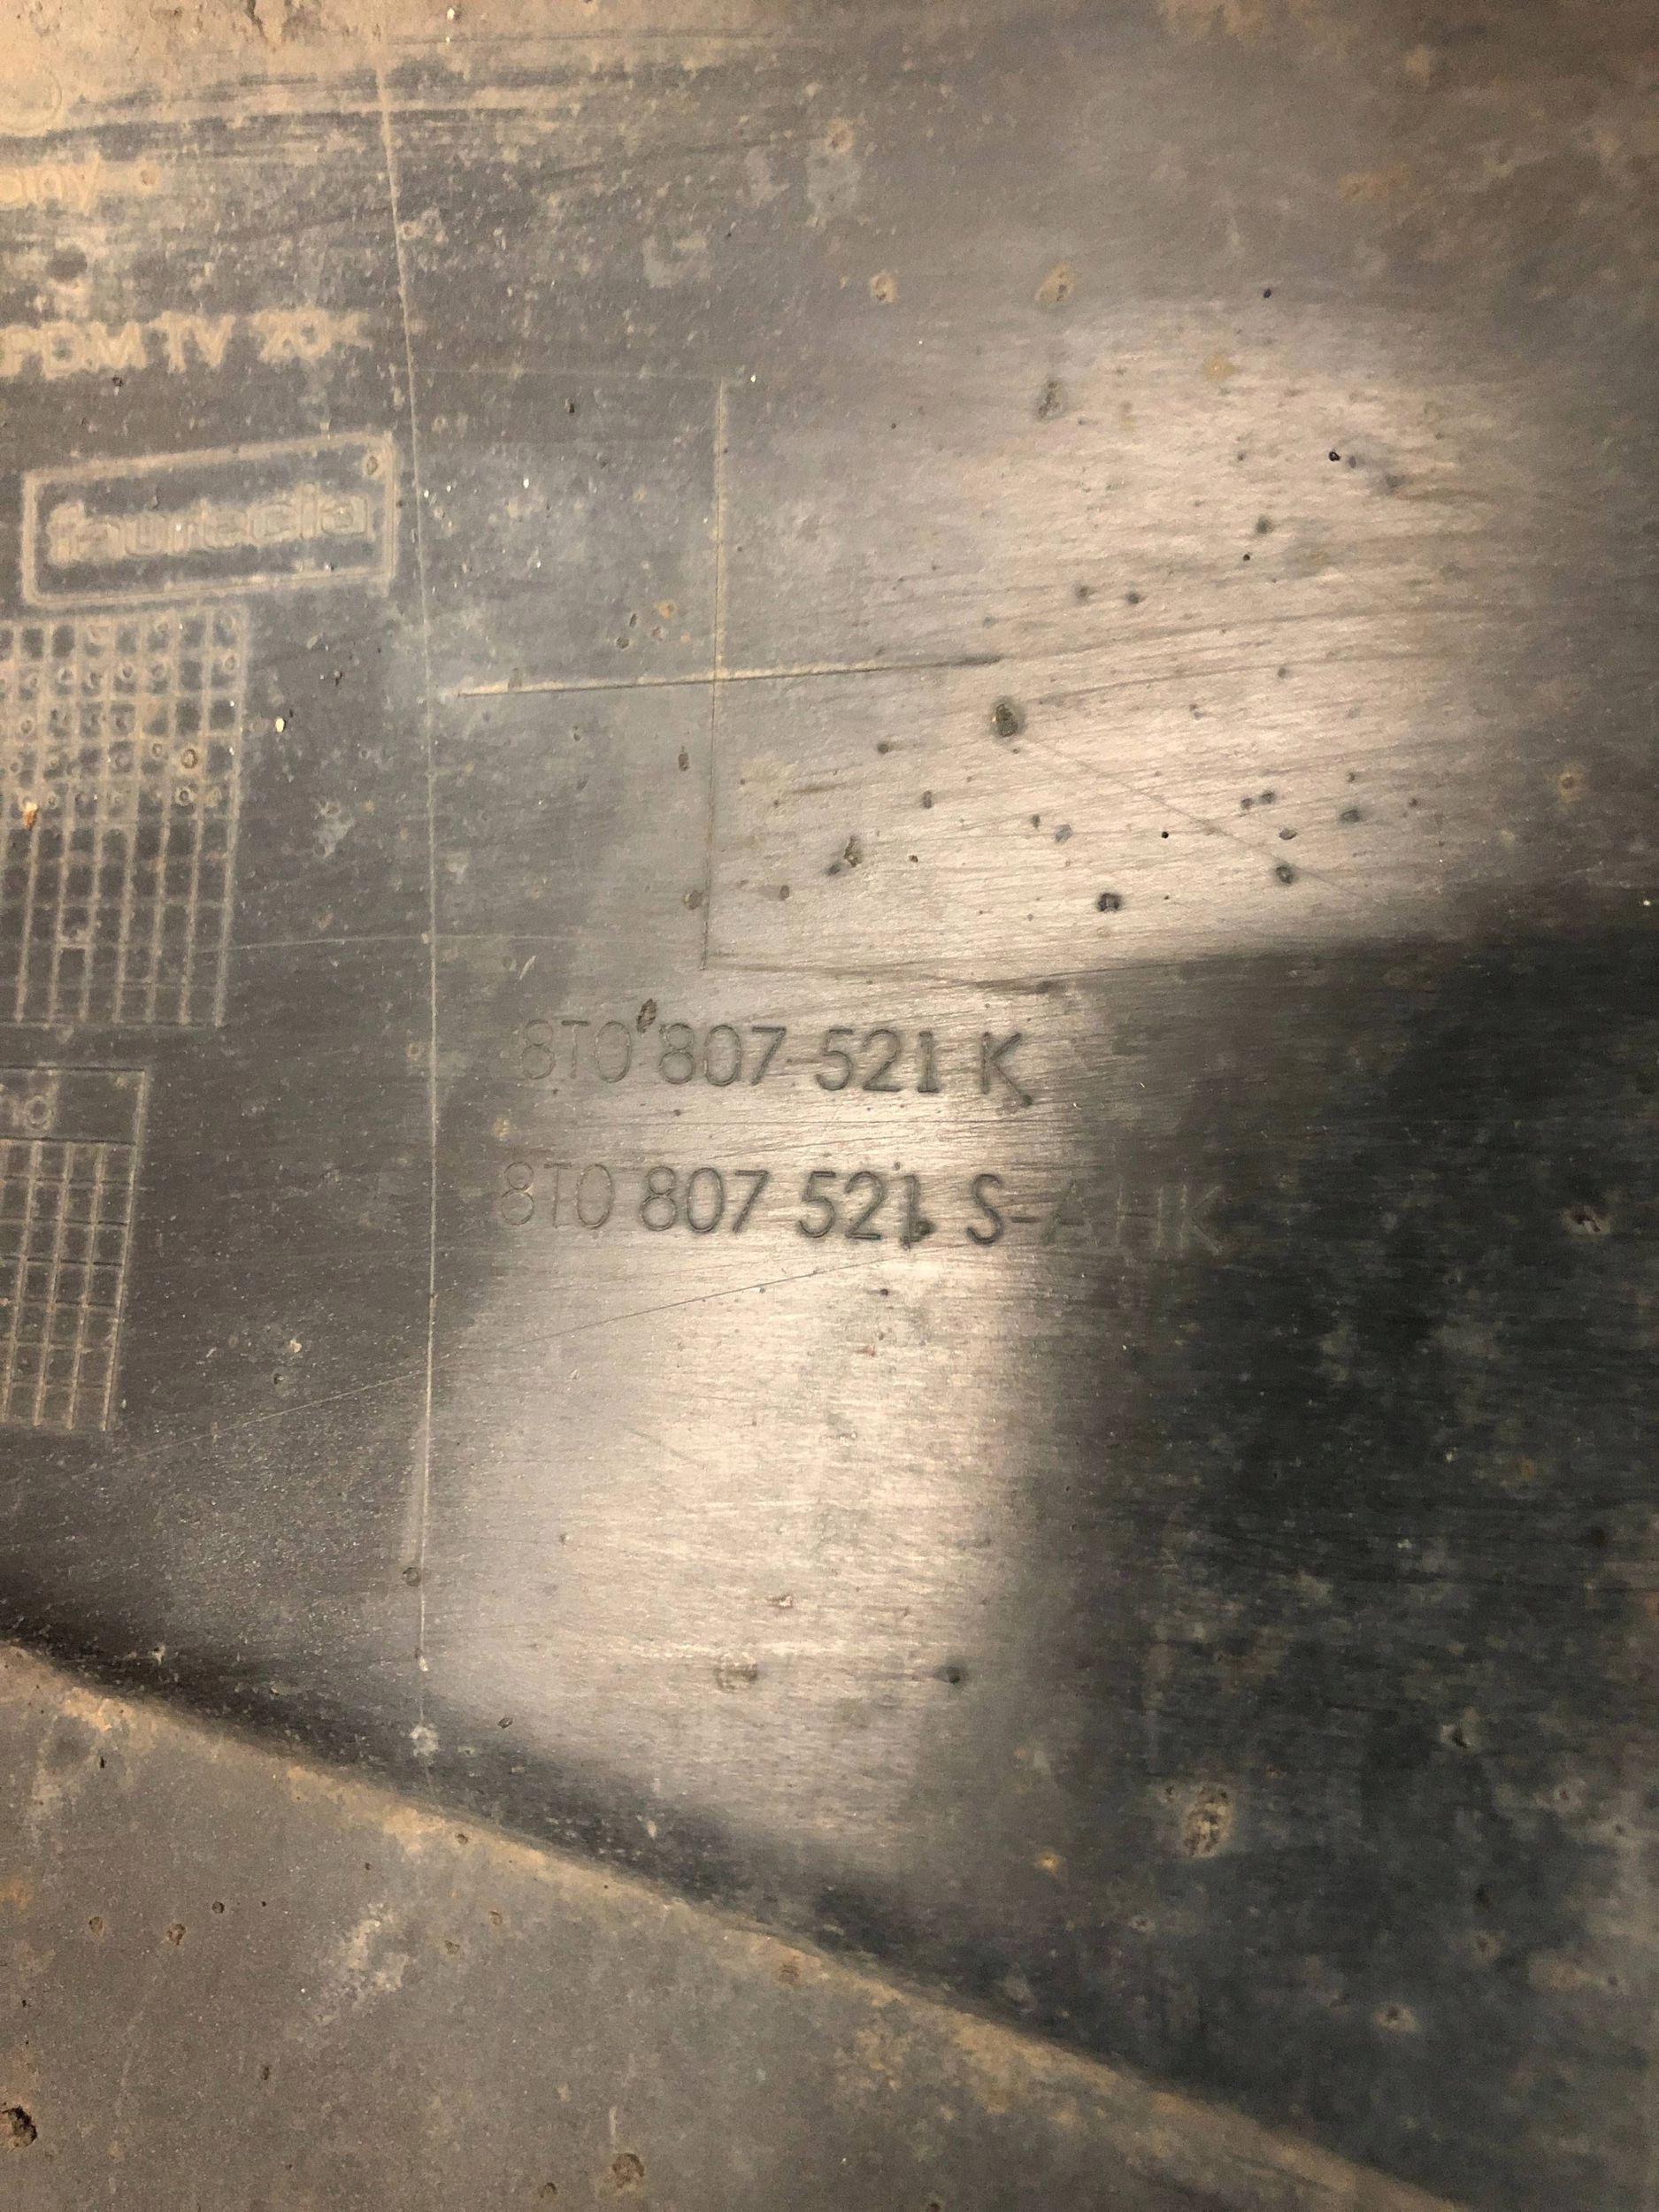 PDM TV 20<
faurecia
8T0 807 521 K
8T0 807 521 S-AHK